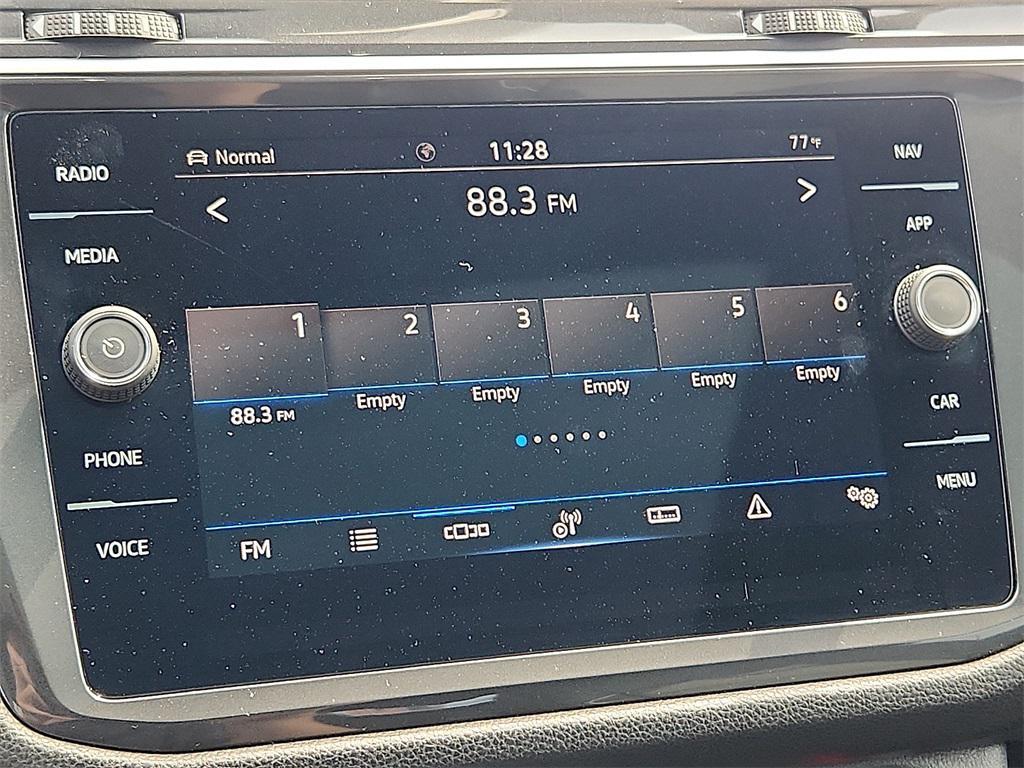 RADIO
MEDIA
PHONE
VOICE
Normal
11:28
77°F
88.3 FM
1
2
3
4
5
6
88.3 FM
Empty
Empty
Empty
Empty
Empty
FM
NAV
APP
CAR
MENU